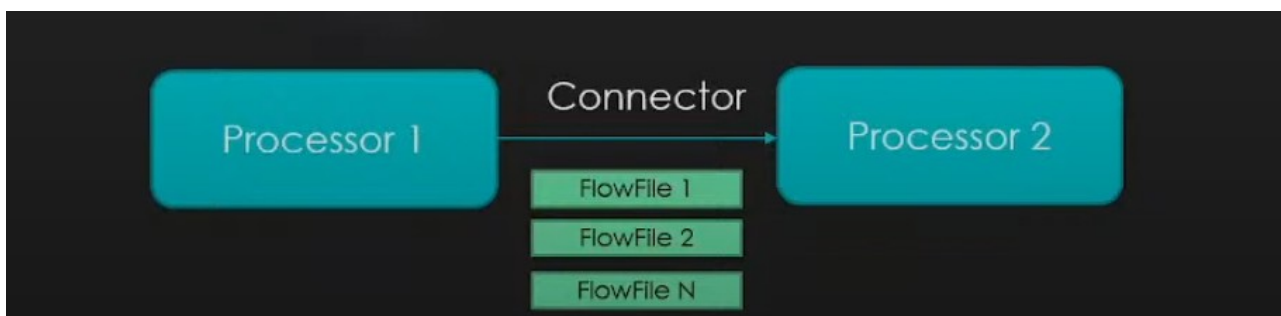 Processor 1
Connector
Processor 2
FlowFile 1
FlowFile 2
FlowFile N